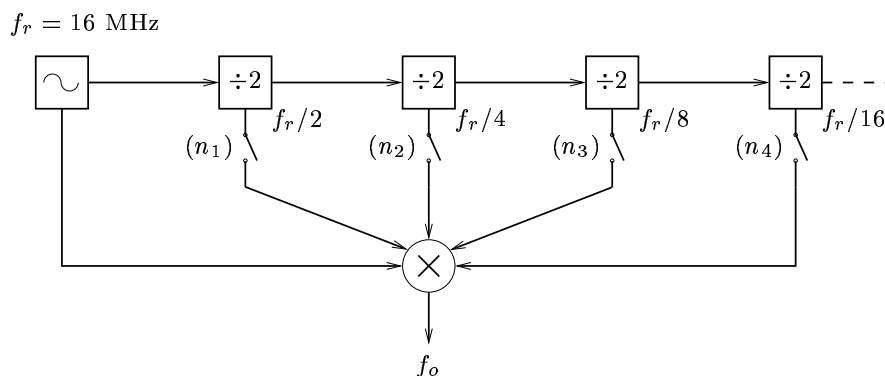 f_r = 16 MHz
÷2 ÷2 ÷2 ÷2
f_r/2 f_r/4 f_r/8 f_r/16
(n_1) (n_2) (n_3) (n_4)
×
f_o